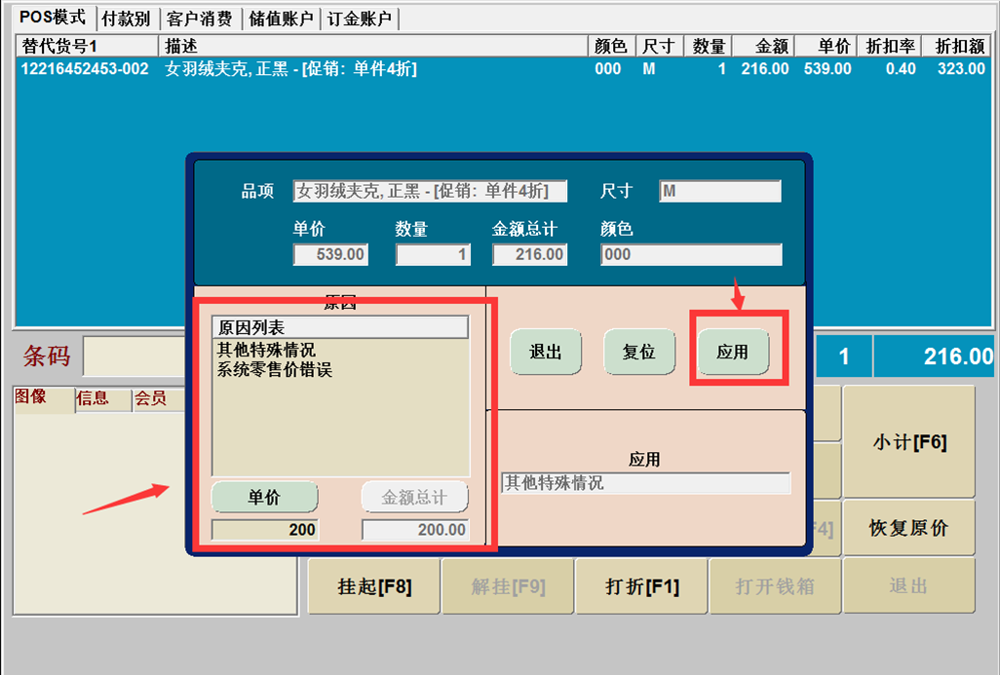 POS模式 付款别 客户消费 储值账户 订金账户
替代货号1 描述 颜色 尺寸 数量 金额 单价 折扣率 折扣额
12216452453-002 女羽绒夹克, 正黑 - [促销: 单件4折] 000 M 1 216.00 539.00 0.40 323.00
品项 女羽绒夹克, 正黑 - [促销: 单件4折] 尺寸 M
单价 数量 金额总计 颜色
539.00 1 216.00 000
原因
原因列表
其他特殊情况
系统零售价错误
退出 复位 应用
条码 1 216.00
图像 信息 会员
小计[F6]
应用
其他特殊情况
单价 金额总计
200 200.00
F4] 恢复原价
挂起[F8] 解挂[F9] 打折[F1] 打开钱箱 退出